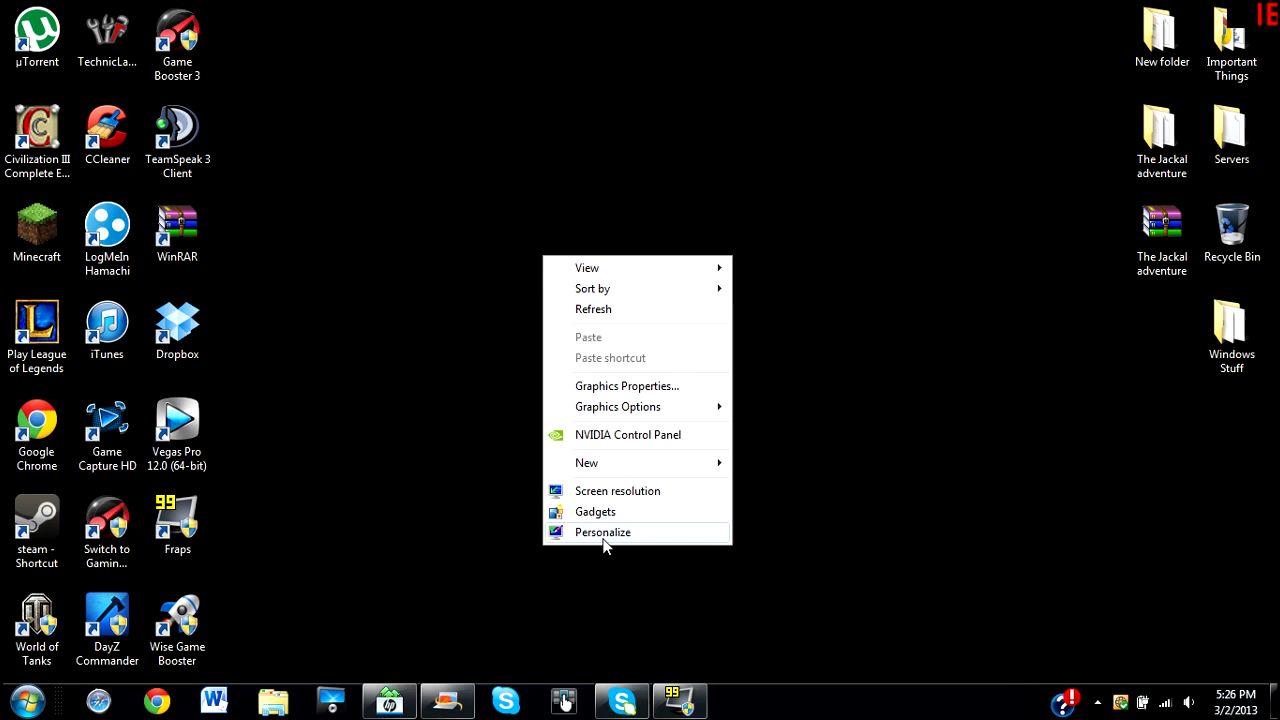 µTorrent
TechnicLa...
Game
Booster 3
Civilization III
Complete E...
CCleaner
TeamSpeak 3
Client
Minecraft
LogMeIn
Hamachi
WinRAR
Play League
of Legends
iTunes
Dropbox
Google
Chrome
Game
Capture HD
Vegas Pro
12.0 (64-bit)
steam -
Shortcut
Switch to
Gamin...
99
Fraps
World of
Tanks
DayZ
Commander
Wise Game
Booster
View
Sort by
Refresh
Paste
Paste shortcut
Graphics Properties...
Graphics Options
NVIDIA Control Panel
New
Screen resolution
Gadgets
Personalize
New folder
Important
Things
The Jackal
adventure
Servers
The Jackal
adventure
Recycle Bin
Windows
Stuff
99
5:26 PM
3/2/2013